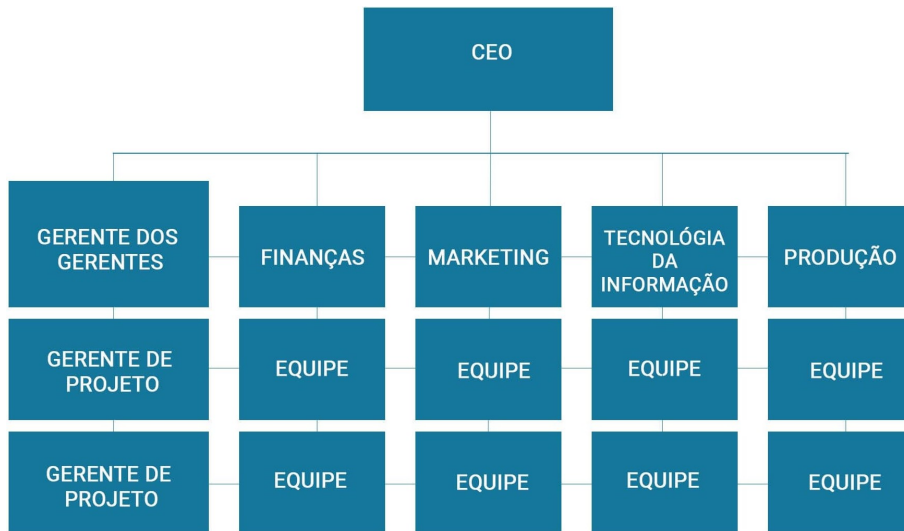 CEO
GERENTE DOS
GERENTES
FINANÇAS
MARKETING
TECNOLÓGIA
DA
INFORMAÇÃO
PRODUÇÃO
GERENTE DE
PROJETO
EQUIPE
EQUIPE
EQUIPE
EQUIPE
GERENTE DE
PROJETO
EQUIPE
EQUIPE
EQUIPE
EQUIPE